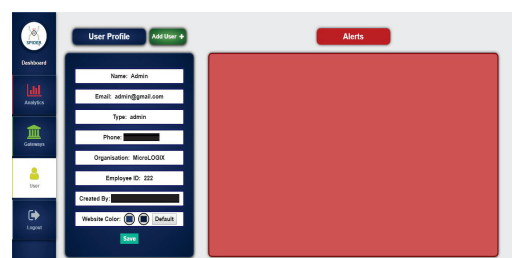 SPIDER
User Profile
Add User +
Alerts
Dashboard
Analytics
Gateways
User
Logout
Name: Admin
Email: admin@gmail.com
Type: admin
Phone:
Organisation: MicroLOGIX
Employee ID: 222
Created By:
Website Color: Default
Save